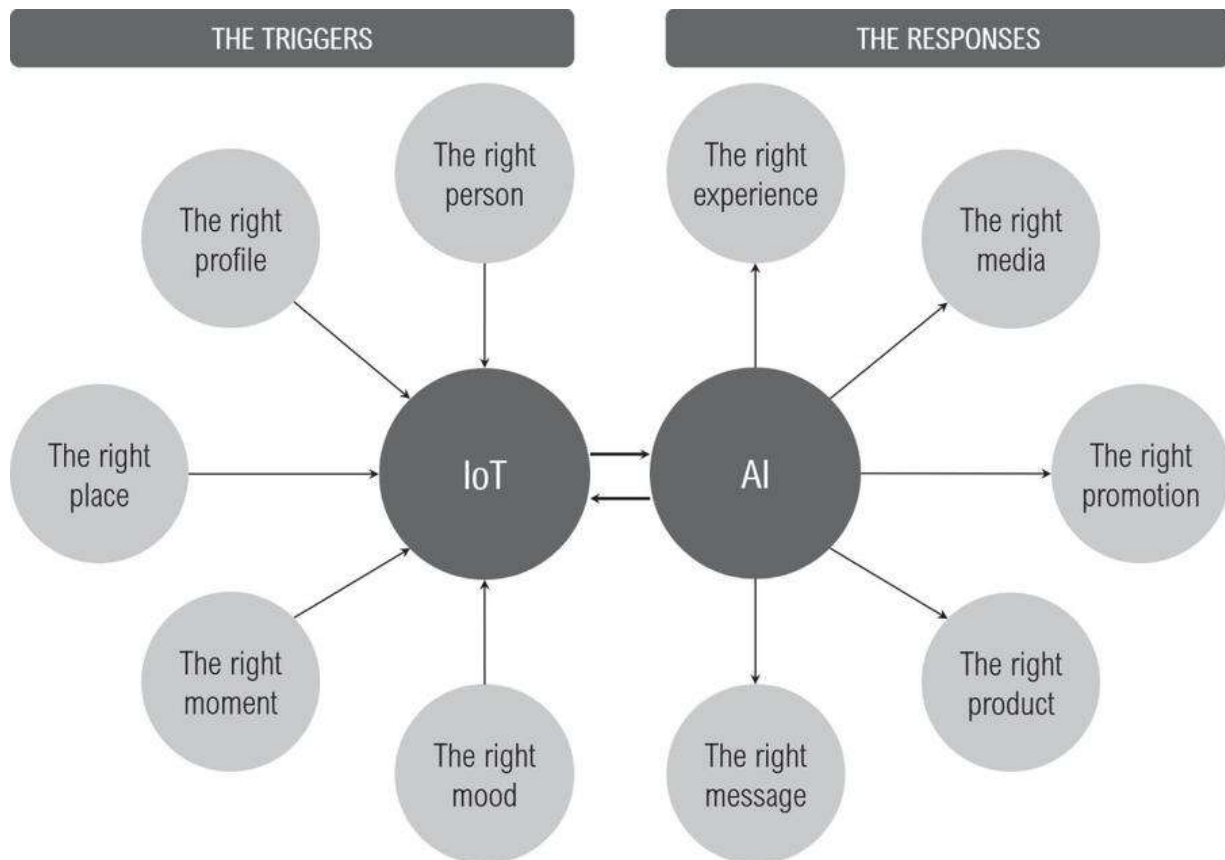 THE TRIGGERS
THE RESPONSES
The right
person
The right
profile
The right
place
The right
moment
The right
mood
IoT
AI
The right
experience
The right
media
The right
promotion
The right
product
The right
message